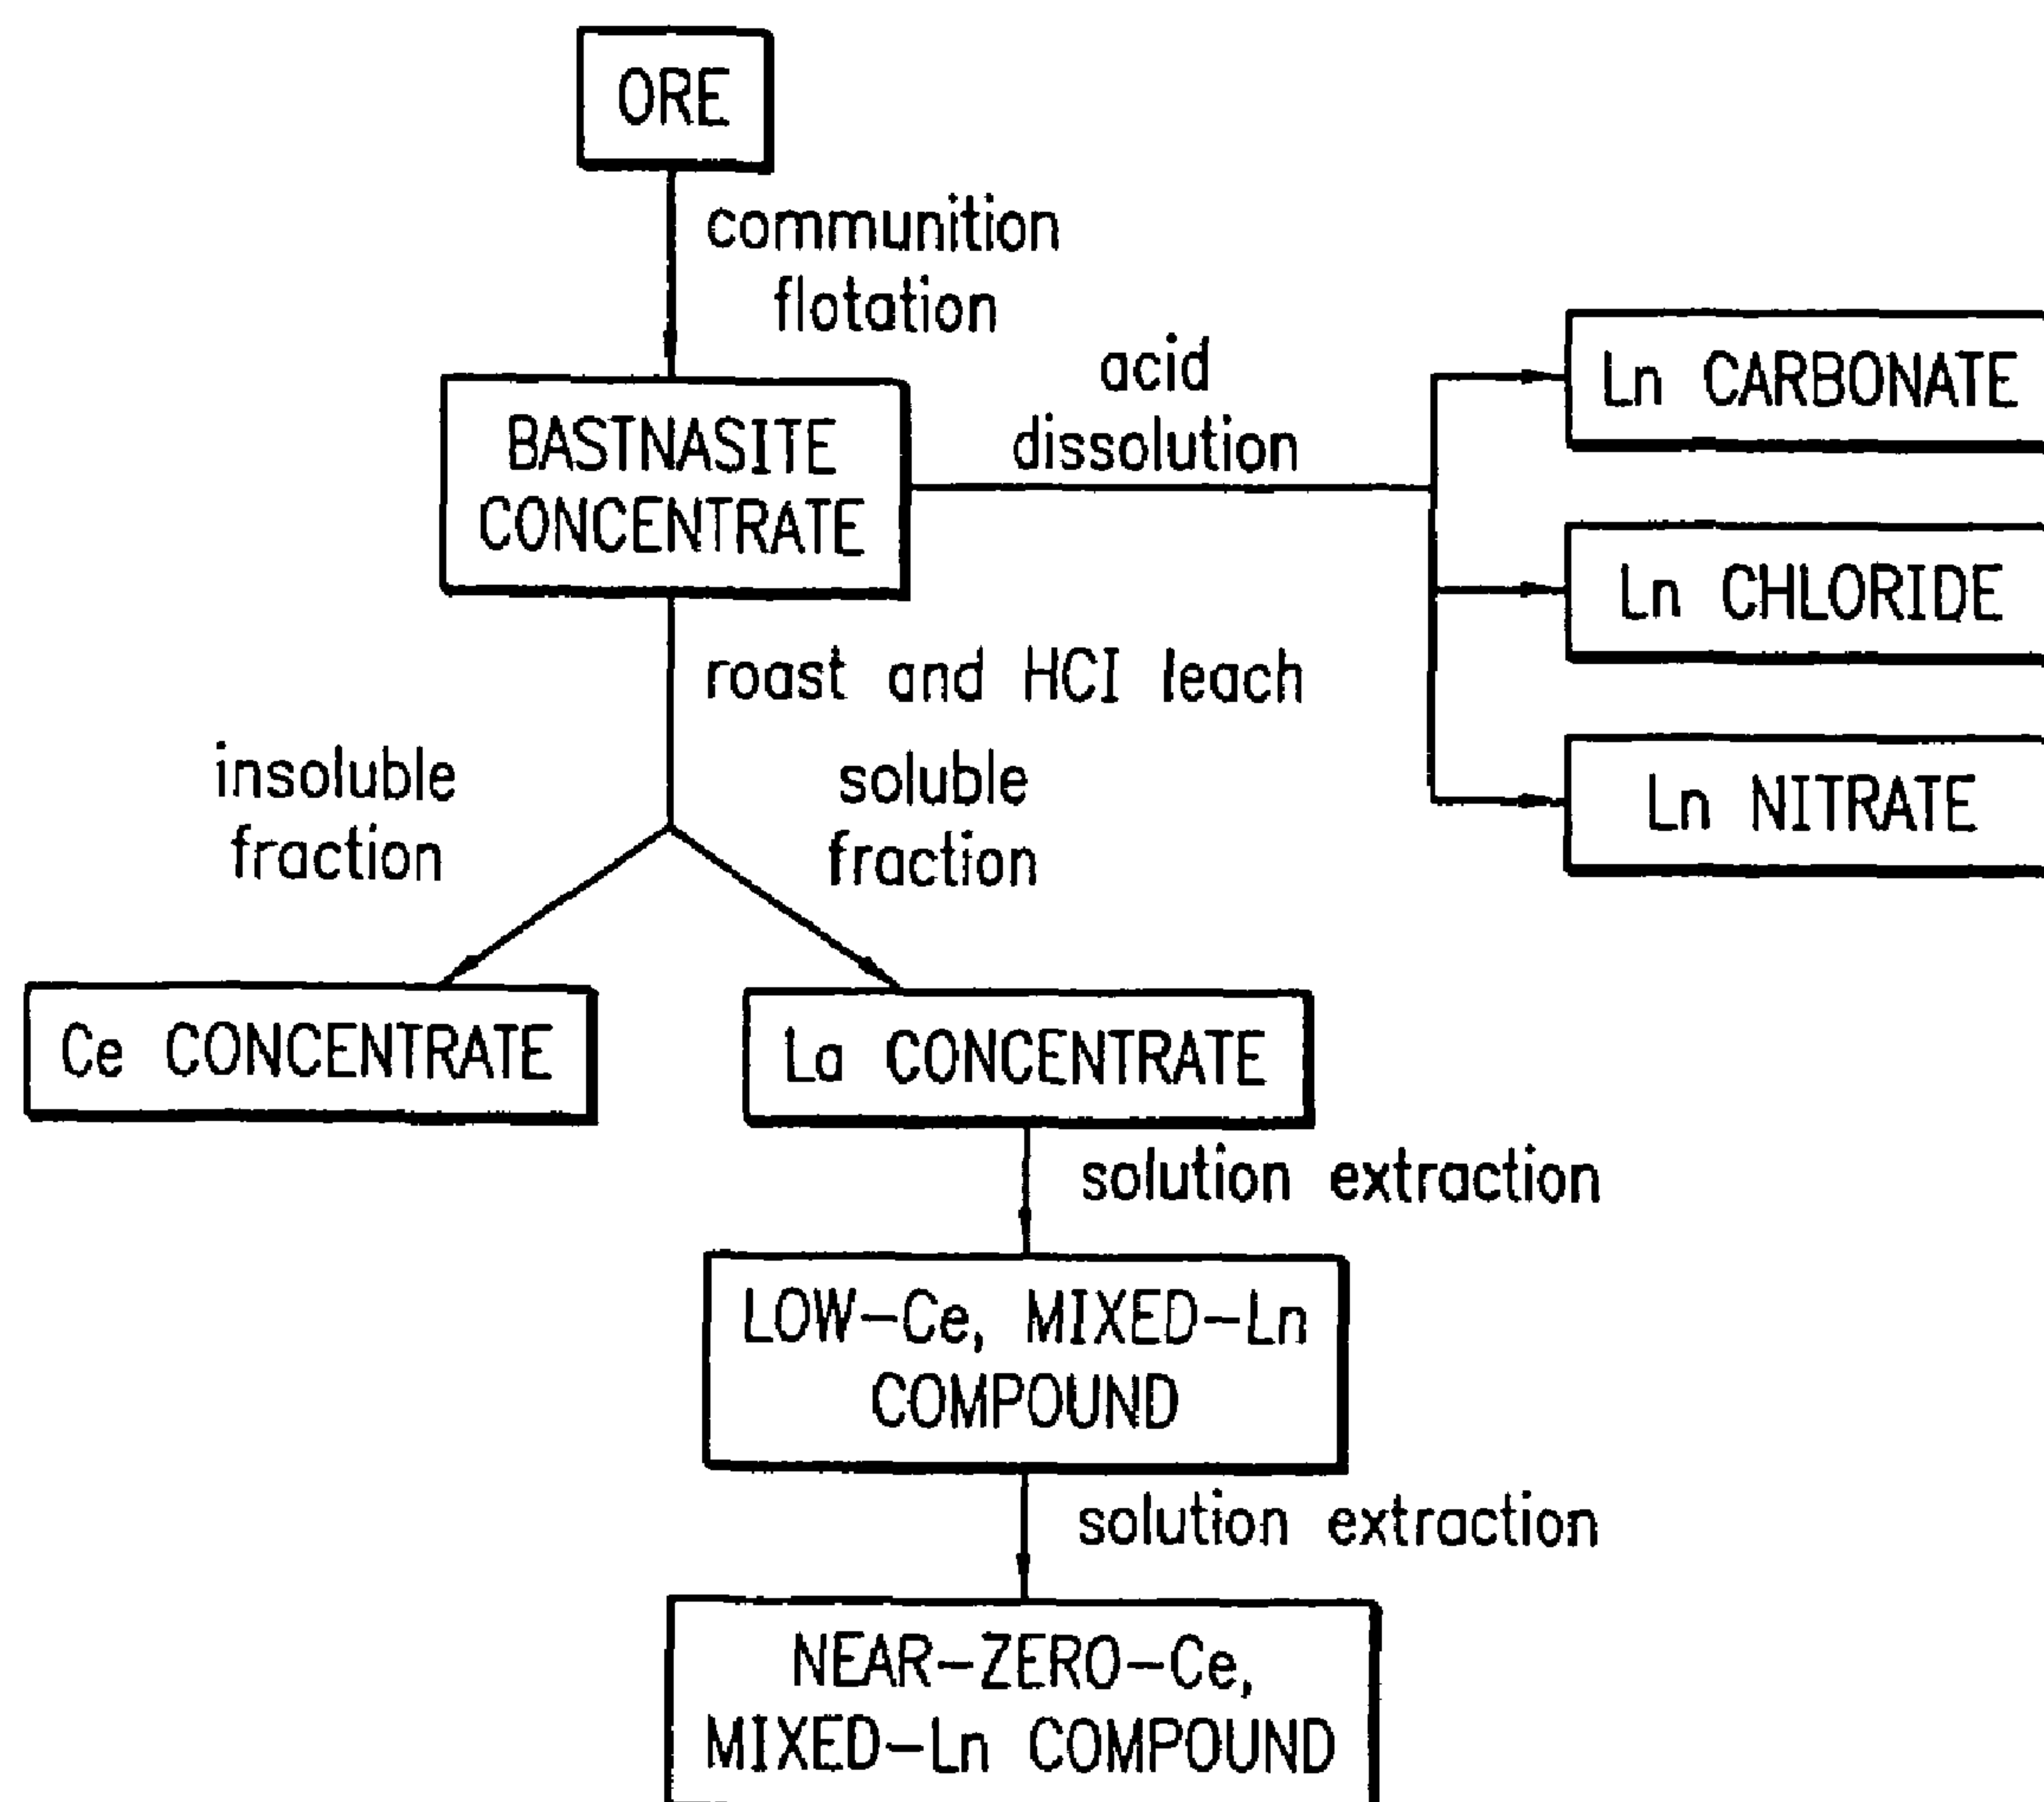 ORE
communition
flotation
BASTNASITE
CONCENTRATE
acid
dissolution
Ln CARBONATE
Ln CHLORIDE
Ln NITRATE
roast and HCl leach
insoluble
fraction
soluble
fraction
Ce CONCENTRATE
La CONCENTRATE
solution extraction
LOW-Ce, MIXED-Ln
COMPOUND
solution extraction
NEAR-ZERO-Ce,
MIXED-Ln COMPOUND